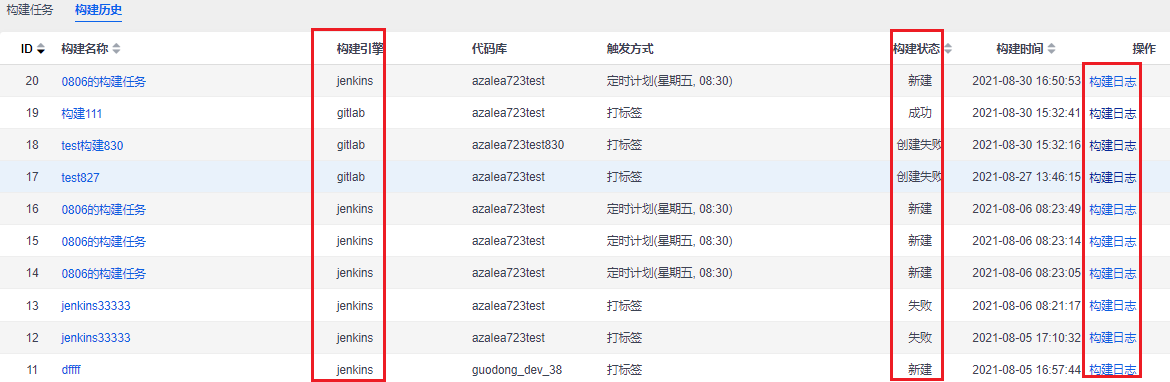 构建任务 构建历史
ID 构建名称 构建引擎 代码库 触发方式 构建状态 构建时间 操作
20 0806的构建任务 jenkins azalea723test 定时计划(星期五, 08:30) 新建 2021-08-30 16:50:53 构建日志
19 构建111 gitlab azalea723test 打标签 成功 2021-08-30 15:32:41 构建日志
18 test构建830 gitlab azalea723test830 打标签 创建失败 2021-08-30 15:32:16 构建日志
17 test827 gitlab azalea723test 打标签 创建失败 2021-08-27 13:46:15 构建日志
16 0806的构建任务 jenkins azalea723test 定时计划(星期五, 08:30) 新建 2021-08-06 08:23:49 构建日志
15 0806的构建任务 jenkins azalea723test 定时计划(星期五, 08:30) 新建 2021-08-06 08:23:14 构建日志
14 0806的构建任务 jenkins azalea723test 定时计划(星期五, 08:30) 新建 2021-08-06 08:23:05 构建日志
13 jenkins33333 jenkins azalea723test 打标签 失败 2021-08-06 08:21:17 构建日志
12 jenkins33333 jenkins azalea723test 打标签 失败 2021-08-05 17:10:32 构建日志
11 dffff jenkins guodong_dev_38 打标签 新建 2021-08-05 16:57:44 构建日志